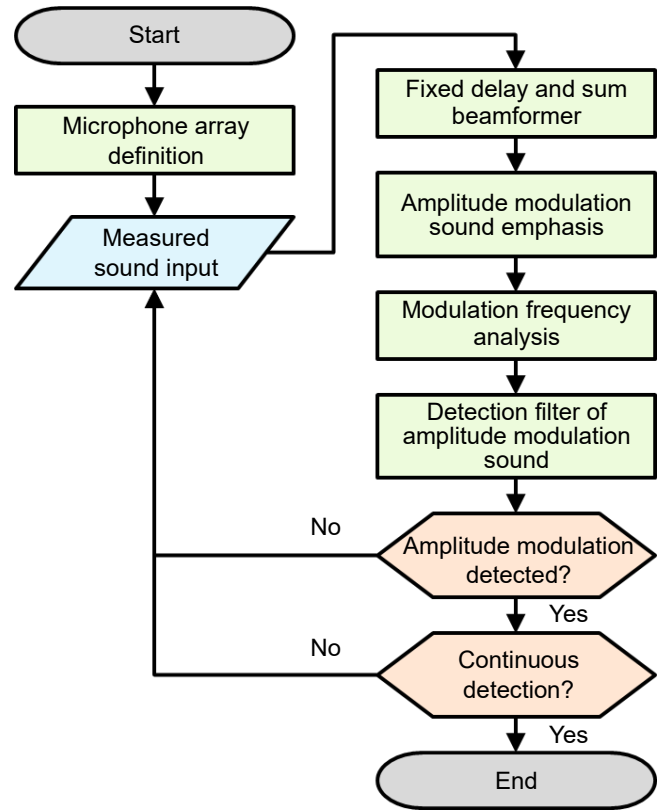 Start
Microphone array
definition
Measured
sound input
Fixed delay and sum
beamformer
Amplitude modulation
sound emphasis
Modulation frequency
analysis
Detection filter of
amplitude modulation
sound
Amplitude modulation
detected?
No
Yes
Continuous
detection?
No
Yes
End